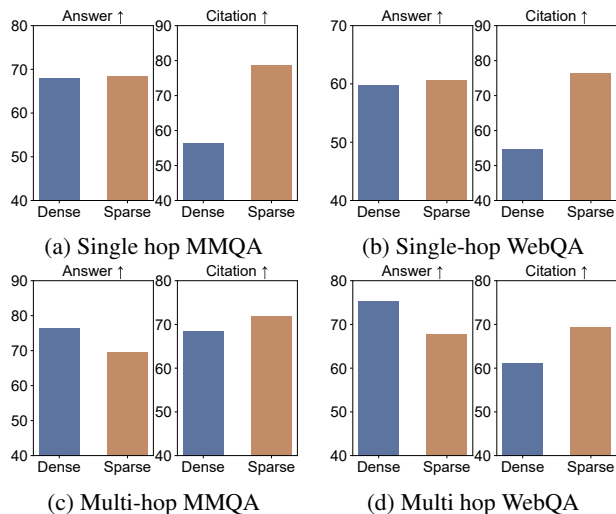 Answer ↑ Citation ↑ Answer ↑ Citation ↑
80 90 70 90
70 80 80
60 70 60 70
60 60
50 50 50 50
40 40 40 40
Dense Sparse Dense Sparse Dense Sparse Dense Sparse
(a) Single hop MMQA (b) Single-hop WebQA
Answer ↑ Citation ↑ Answer ↑ Citation ↑
90 80 80 80
80 70 70 70
70
60 60 60
60
50 50 50 50
40 40 40 40
Dense Sparse Dense Sparse Dense Sparse Dense Sparse
(c) Multi-hop MMQA (d) Multi hop WebQA